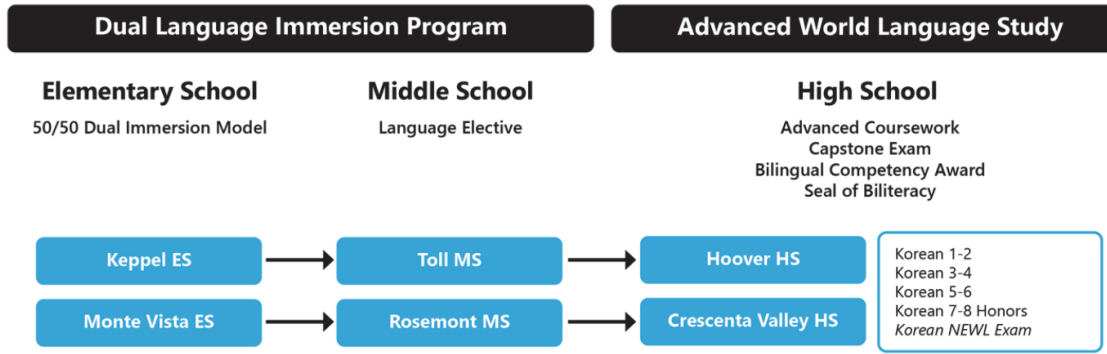 Dual Language Immersion Program
Advanced World Language Study
Elementary School
50/50 Dual Immersion Model
Middle School
Language Elective
High School
Advanced Coursework
Capstone Exam
Bilingual Competency Award
Seal of Biliteracy
Keppel ES
Toll MS
Hoover HS
Monte Vista ES
Rosemont MS
Crescenta Valley HS
Korean 1-2
Korean 3-4
Korean 5-6
Korean 7-8 Honors
Korean NEWL Exam